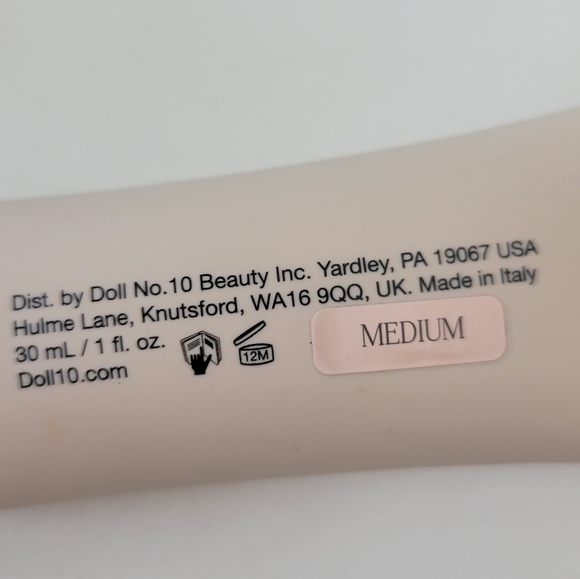 Dist. by Doll No.10 Beauty Inc. Yardley, PA 19067 USA
Hulme Lane, Knutsford, WA16 9QQ, UK. Made in Italy
30 mL / 1 fl. oz.
12M
MEDIUM
Doll10.com